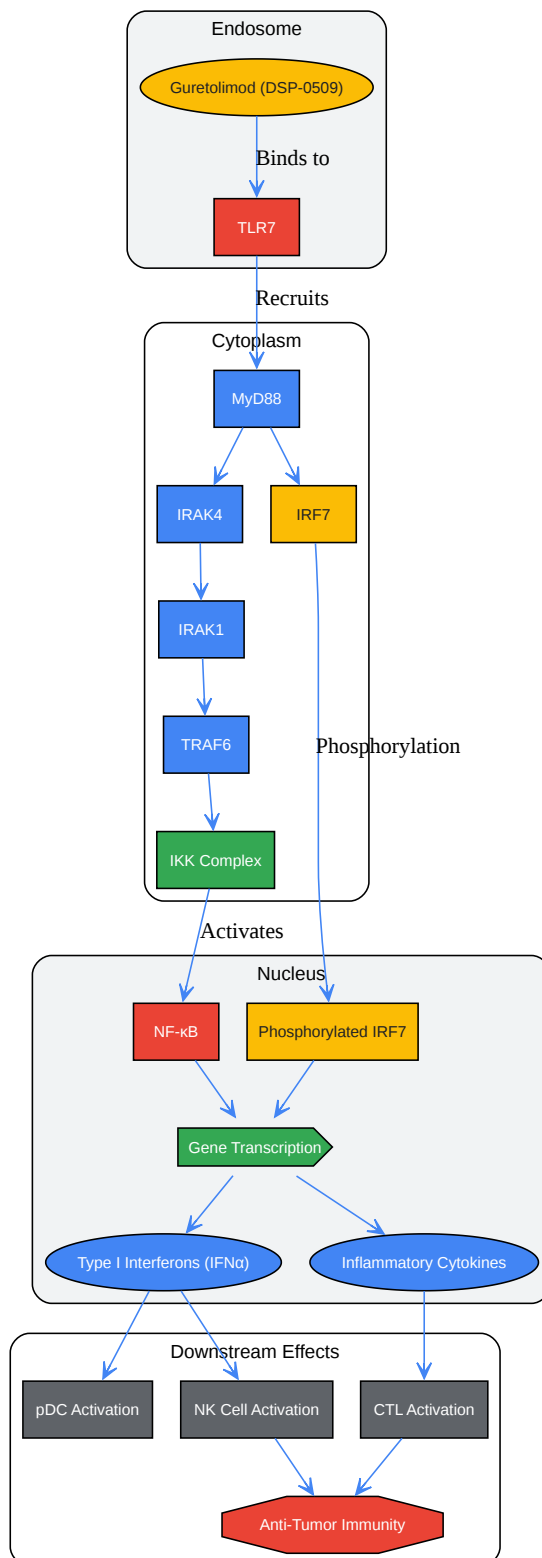 Endosome
Guretolimod (DSP-0509)
Binds to
TLR7
Recruits
Cytoplasm
MyD88
IRAK4
IRF7
IRAK1
TRAF6
Phosphorylation
IKK Complex
Activates
Nucleus
NF-κB
Phosphorylated IRF7
Gene Transcription
Type I Interferons (IFNα)
Inflammatory Cytokines
Downstream Effects
pDC Activation
NK Cell Activation
CTL Activation
Anti-Tumor Immunity